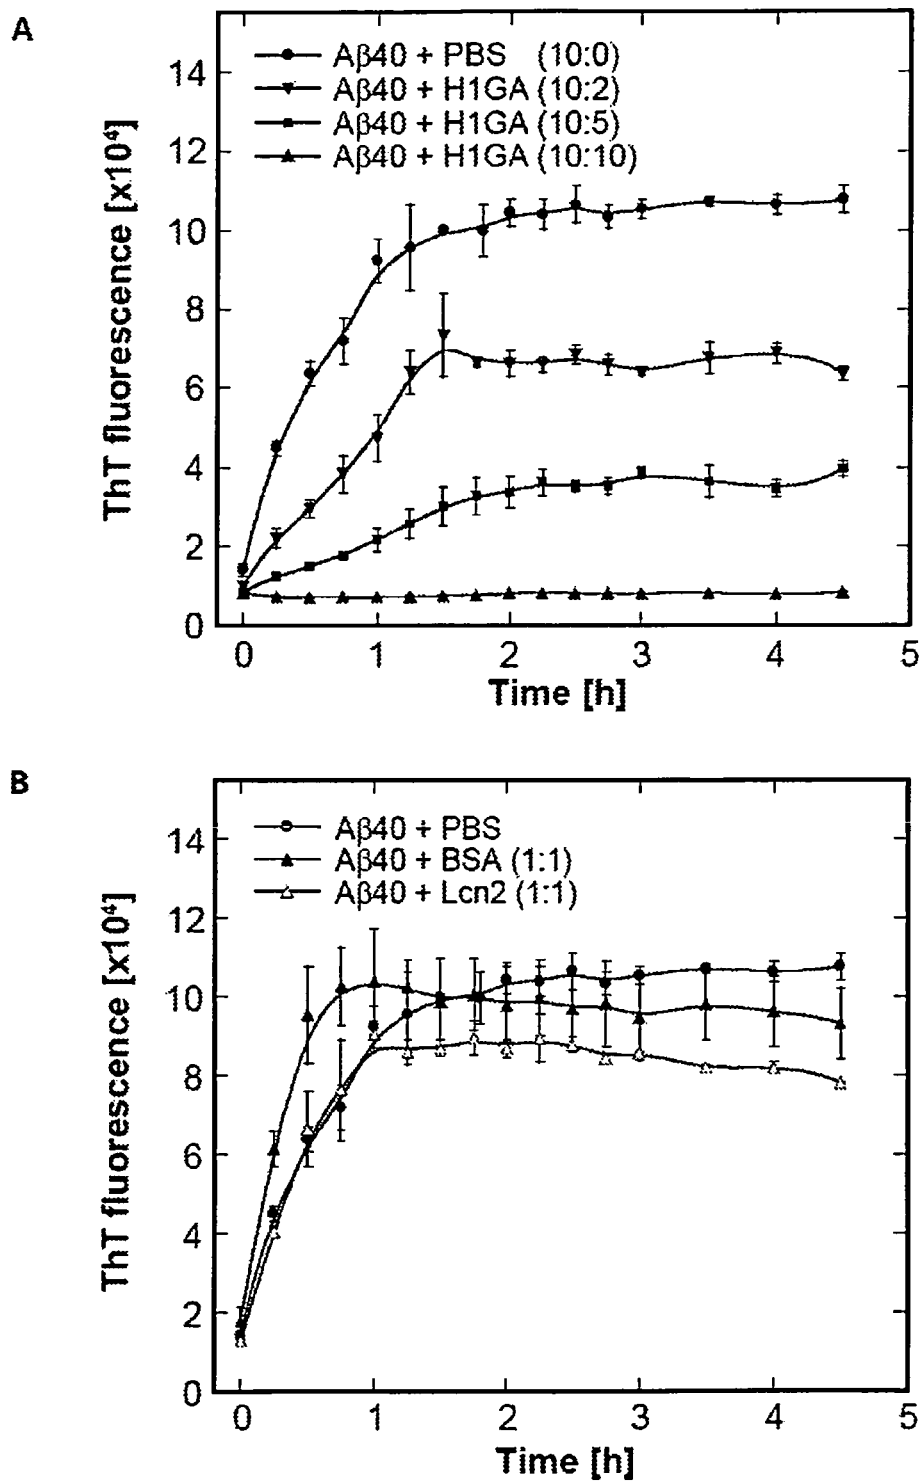 A
Aβ40 + PBS (10:0)
Aβ40 + H1GA (10:2)
Aβ40 + H1GA (10:5)
Aβ40 + H1GA (10:10)
ThT fluorescence [x10⁴]
14
12
10
8
6
4
2
0
0 1 2 3 4 5
Time [h]
B
Aβ40 + PBS
Aβ40 + BSA (1:1)
Aβ40 + Lcn2 (1:1)
ThT fluorescence [x10⁴]
14
12
10
8
6
4
2
0
0 1 2 3 4 5
Time [h]